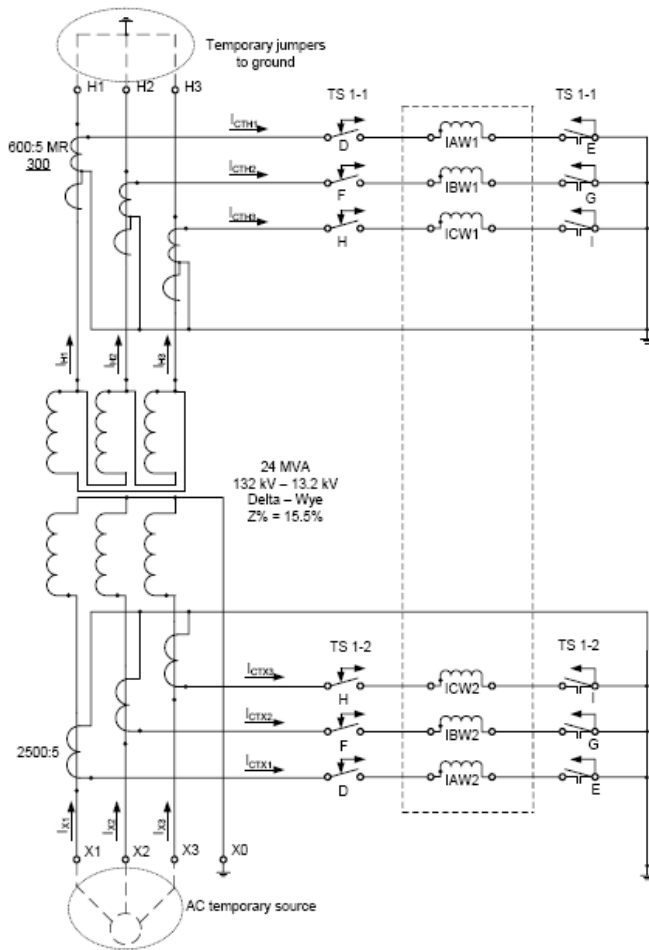 Temporary jumpers
to ground
H1
H2
H3
TS 1-1
TS 1-1
600:5 MR
300
ICTH1
D
IAW1
E
ICTH2
F
IBW1
G
ICTH3
H
ICW1
I
IH1
IH2
IH3
24 MVA
132 kV – 13.2 kV
Delta – Wye
Z% = 15.5%
TS 1-2
TS 1-2
ICTX3
H
ICW2
I
ICTX2
F
IBW2
G
2500:5
ICTX1
D
IAW2
E
IX1
IX2
IX3
X1
X2
X3
X0
AC temporary source